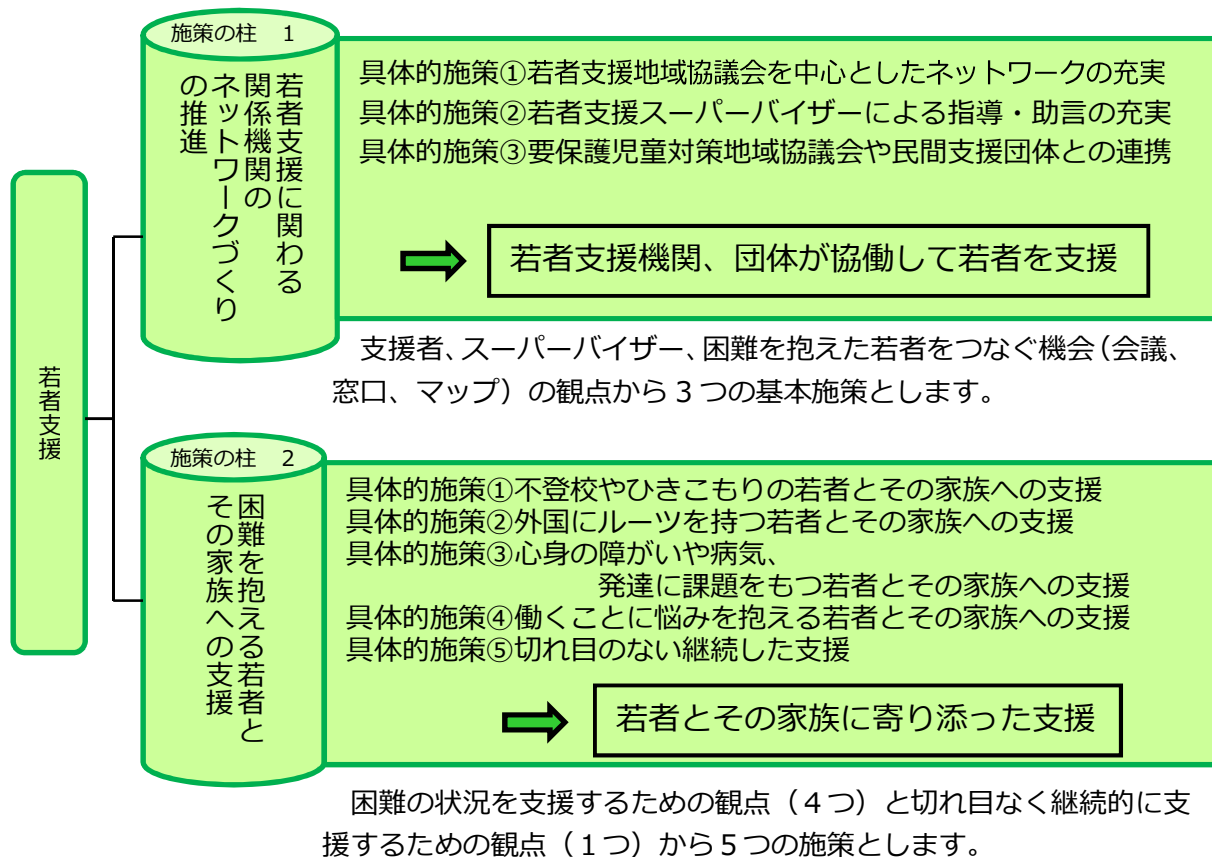 若者支援
施策の柱　1
若者支援に関わる
関係機関の
ネットワークづくり
の推進
具体的施策①若者支援地域協議会を中心としたネットワークの充実
具体的施策②若者支援スーパーバイザーによる指導・助言の充実
具体的施策③要保護児童対策地域協議会や民間支援団体との連携
若者支援機関、団体が協働して若者を支援
支援者、スーパーバイザー、困難を抱えた若者をつなぐ機会（会議、
窓口、マップ）の観点から３つの基本施策とします。
施策の柱　2
困難を抱える若者と
その家族への支援
具体的施策①不登校やひきこもりの若者とその家族への支援
具体的施策②外国にルーツを持つ若者とその家族への支援
具体的施策③心身の障がいや病気、
発達に課題をもつ若者とその家族への支援
具体的施策④働くことに悩みを抱える若者とその家族への支援
具体的施策⑤切れ目のない継続した支援
若者とその家族に寄り添った支援
困難の状況を支援するための観点（４つ）と切れ目なく継続的に支
援するための観点（１つ）から５つの施策とします。